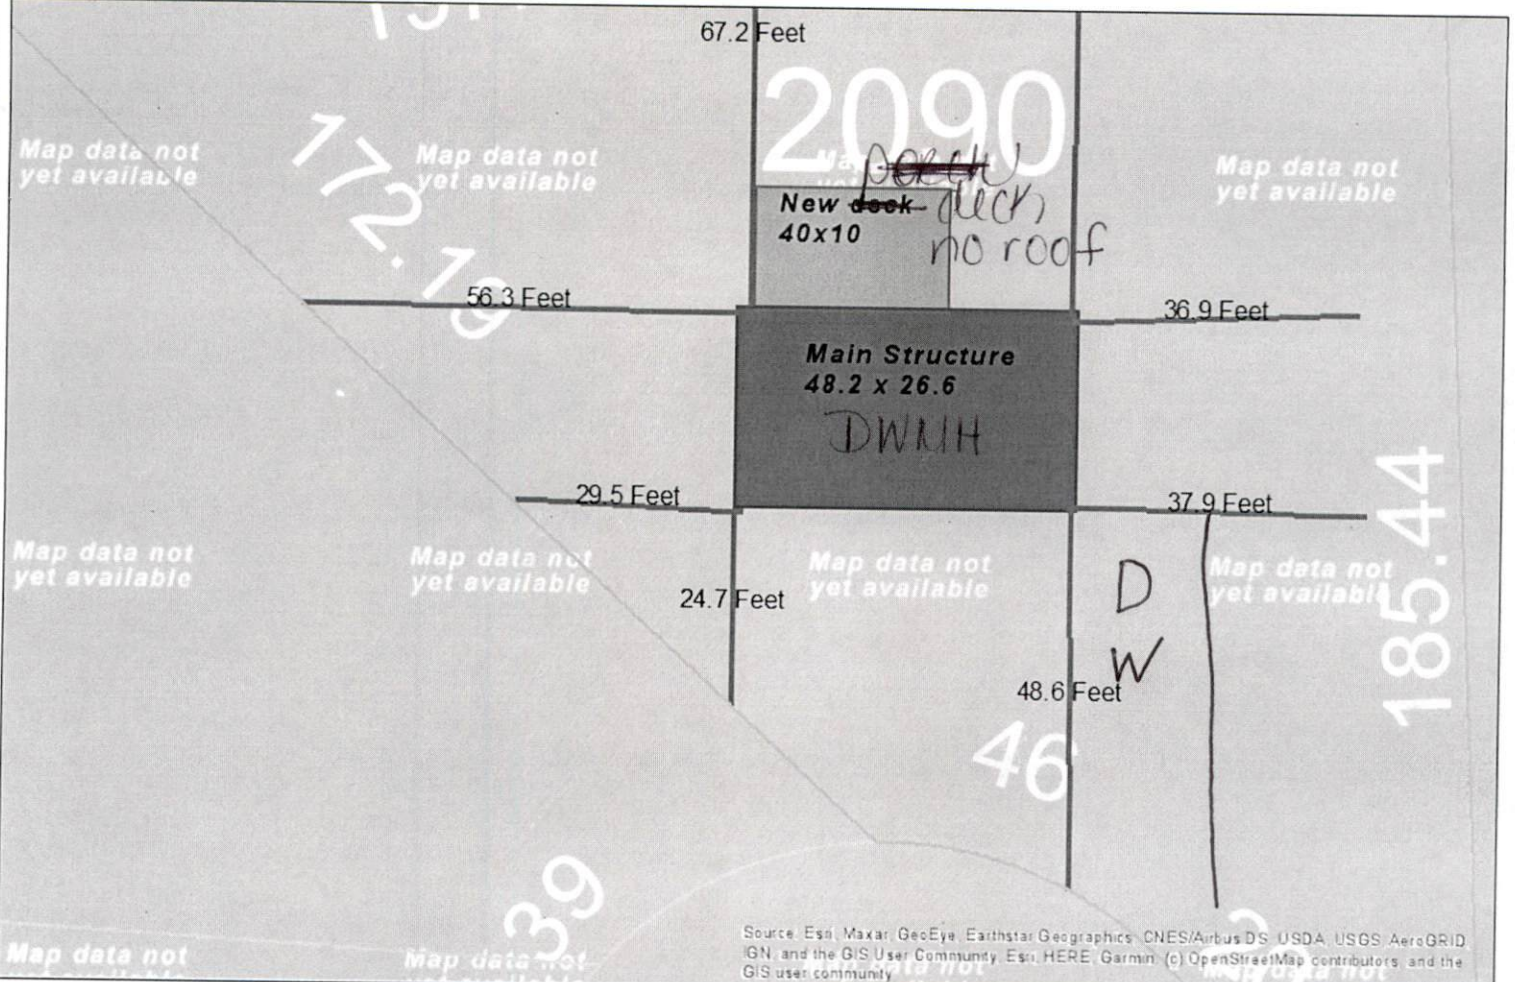 67.2 Feet
2090
Map data not
yet available
172.19
Map data not
yet available
Map data not
yet available
porch
New deck deck
40x10
no roof
56.3 Feet
36.9 Feet
Main Structure
48.2 x 26.6
DWMH
29.5 Feet
37.9 Feet
185.44
Map data not
yet available
Map data not
yet available
Map data not
yet available
Map data not
yet available
D
W
24.7 Feet
48.6 Feet
46
39
Map data not
yet available
Map data not
Source: Esri, Maxar, GeoEye, Earthstar Geographics, CNES/Airbus DS, USDA, USGS, AeroGRID,
IGN, and the GIS User Community, Esri, HERE, Garmin, (c) OpenStreetMap contributors, and the
GIS user community